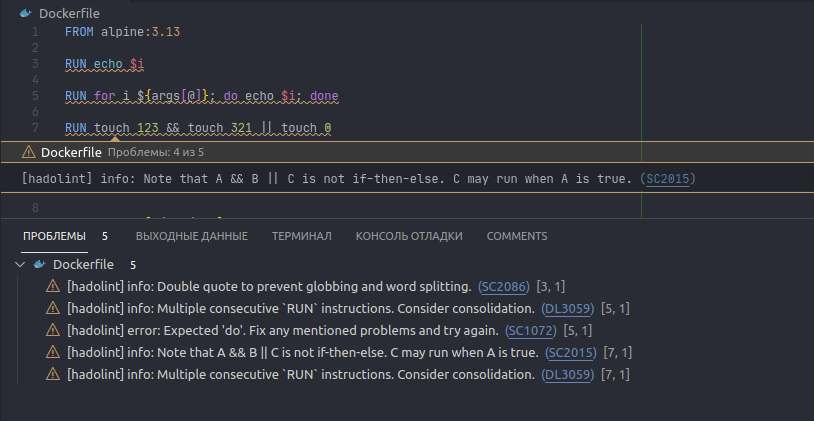 Dockerfile
1 FROM alpine:3.13
2
3 RUN echo $i
4
5 RUN for i ${args[@]}; do echo $i; done
6
7 RUN touch 123 && touch 321 || touch 0
Dockerfile Проблемы: 4 из 5
[hadolint] info: Note that A && B || C is not if-then-else. C may run when A is true. (SC2015)
8
ПРОБЛЕМЫ 5 ВЫХОДНЫЕ ДАННЫЕ ТЕРМИНАЛ КОНСОЛЬ ОТЛАДКИ COMMENTS
Dockerfile 5
[hadolint] info: Double quote to prevent globbing and word splitting. (SC2086) [3, 1]
[hadolint] info: Multiple consecutive `RUN` instructions. Consider consolidation. (DL3059) [5, 1]
[hadolint] error: Expected 'do'. Fix any mentioned problems and try again. (SC1072) [5, 1]
[hadolint] info: Note that A && B || C is not if-then-else. C may run when A is true. (SC2015) [7, 1]
[hadolint] info: Multiple consecutive `RUN` instructions. Consider consolidation. (DL3059) [7, 1]